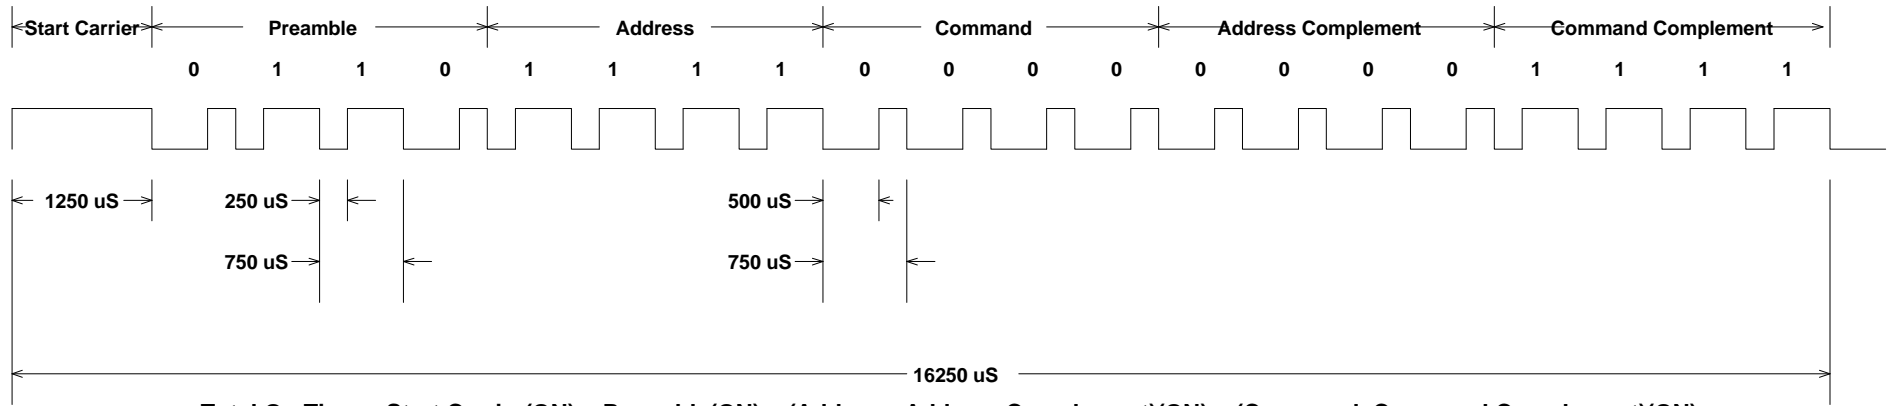 Start Carrier Preamble Address Command Address Complement Command Complement
0 1 1 0 1 1 1 1 0 0 0 0 0 0 0 0 1 1 1 1
1250 uS 250 uS 500 uS
750 uS 750 uS
16250 uS